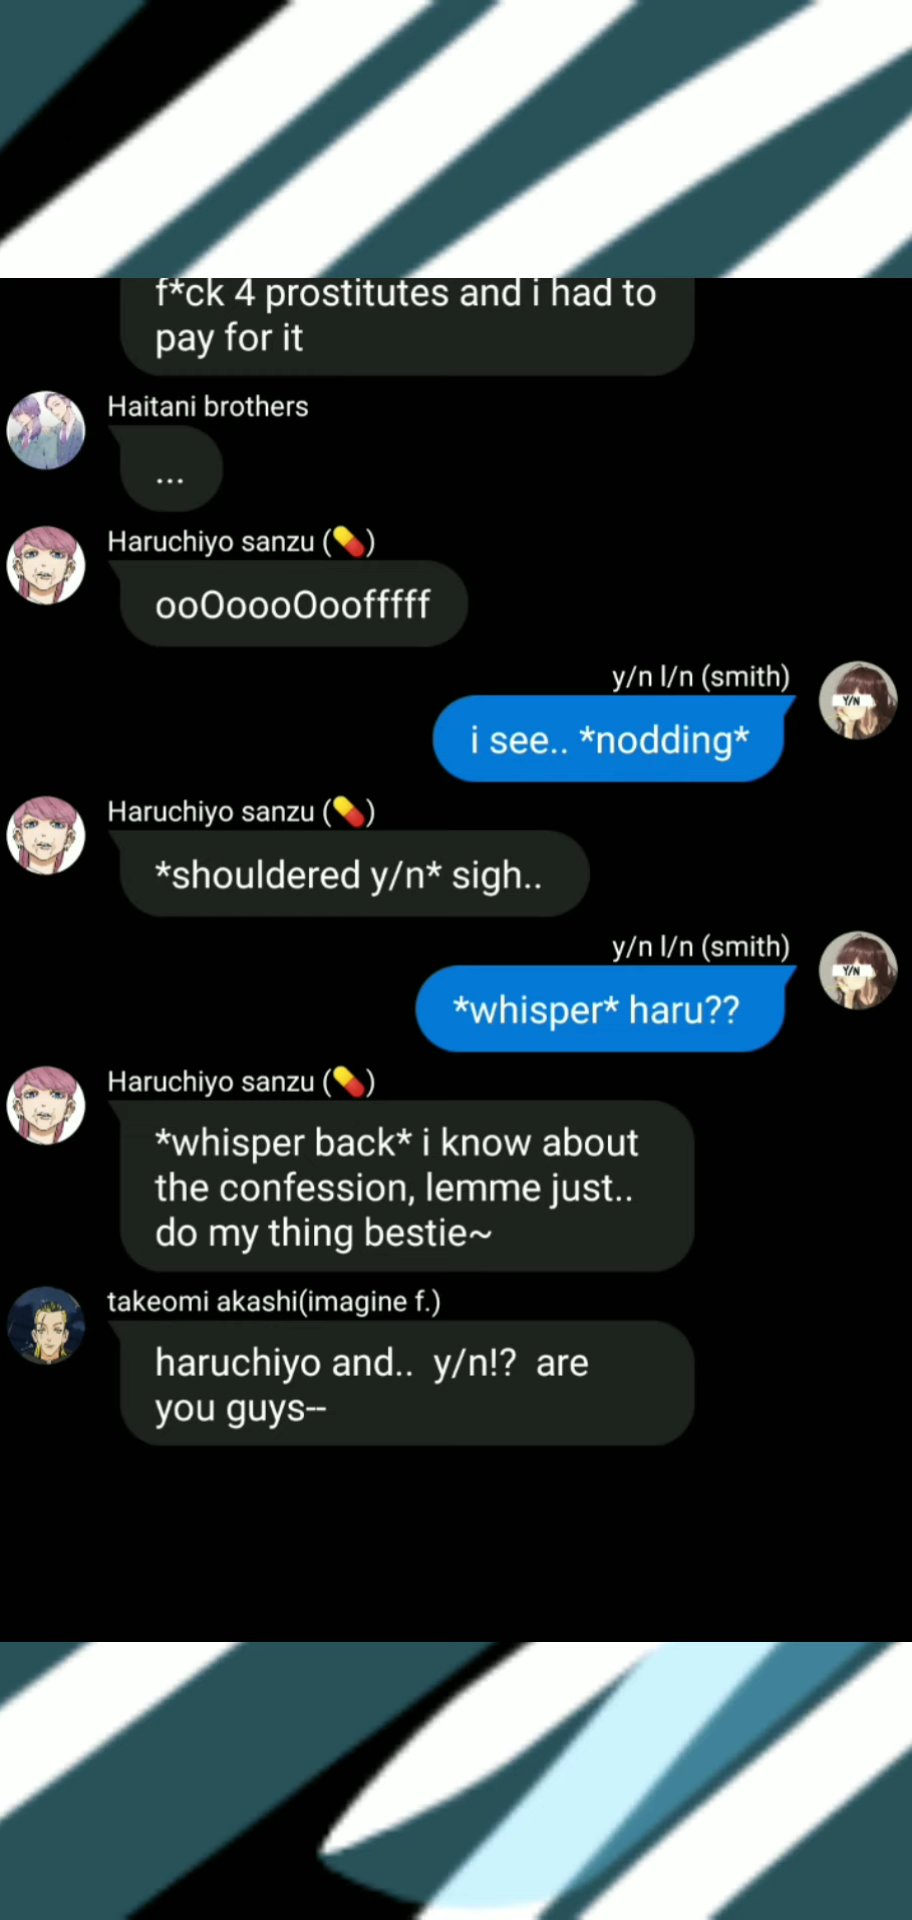 f*ck 4 prostitutes and i had to
pay for it
Haitani brothers
...
Haruchiyo sanzu (💊)
ooOoooOoofffff
y/n l/n (smith)
Y/N
i see.. *nodding*
Haruchiyo sanzu (💊)
*shouldered y/n* sigh..
y/n l/n (smith)
Y/N
*whisper* haru??
Haruchiyo sanzu (💊)
*whisper back* i know about
the confession, lemme just..
do my thing bestie~
takeomi akashi(imagine f.)
haruchiyo and..  y/n!?  are
you guys--